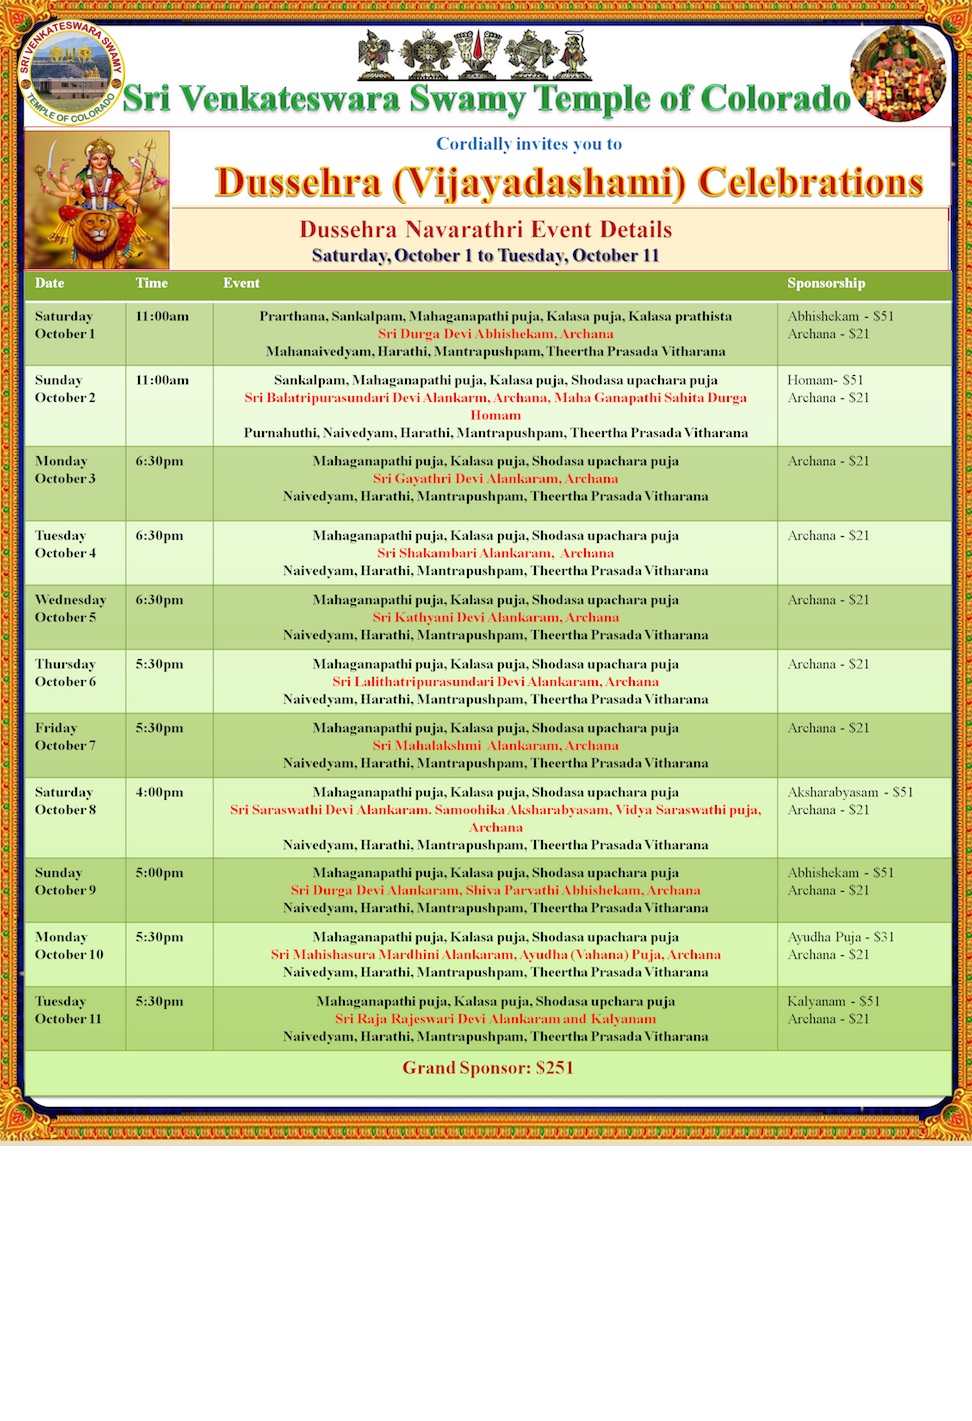 SRI VENKATESWARA SWAMY
TEMPLE OF COLORADO
Sri Venkateswara Swamy Temple of Colorado
Cordially invites you to
Dussehra (Vijayadashami) Celebrations
Dussehra Navarathri Event Details
Saturday, October 1 to Tuesday, October 11
Date Time Event Sponsorship
Saturday 11:00am Prarthana, Sankalpam, Mahaganapathi puja, Kalasa puja, Kalasa prathista Abhishekam - $51
October 1 Sri Durga Devi Abhishekam, Archana Archana - $21
Mahanaivedyam, Harathi, Mantrapushpam, Theertha Prasada Vitharana
Sunday 11:00am Sankalpam, Mahaganapathi puja, Kalasa puja, Shodasa upachara puja Homam- $51
October 2 Sri Balatripurasundari Devi Alankarm, Archana, Maha Ganapathi Sahita Durga Archana - $21
Homam
Purnahuthi, Naivedyam, Harathi, Mantrapushpam, Theertha Prasada Vitharana
Monday 6:30pm Mahaganapathi puja, Kalasa puja, Shodasa upachara puja Archana - $21
October 3 Sri Gayathri Devi Alankaram, Archana
Naivedyam, Harathi, Mantrapushpam, Theertha Prasada Vitharana
Tuesday 6:30pm Mahaganapathi puja, Kalasa puja, Shodasa upachara puja Archana - $21
October 4 Sri Shakambari Alankaram, Archana
Naivedyam, Harathi, Mantrapushpam, Theertha Prasada Vitharana
Wednesday 6:30pm Mahaganapathi puja, Kalasa puja, Shodasa upachara puja Archana - $21
October 5 Sri Kathyani Devi Alankaram, Archana
Naivedyam, Harathi, Mantrapushpam, Theertha Prasada Vitharana
Thursday 5:30pm Mahaganapathi puja, Kalasa puja, Shodasa upachara puja Archana - $21
October 6 Sri Lalithatripurasundari Devi Alankaram, Archana
Naivedyam, Harathi, Mantrapushpam, Theertha Prasada Vitharana
Friday 5:30pm Mahaganapathi puja, Kalasa puja, Shodasa upachara puja Archana - $21
October 7 Sri Mahalakshmi Alankaram, Archana
Naivedyam, Harathi, Mantrapushpam, Theertha Prasada Vitharana
Saturday 4:00pm Mahaganapathi puja, Kalasa puja, Shodasa upachara puja Aksharabyasam - $51
October 8 Sri Saraswathi Devi Alankaram. Samoohika Aksharabyasam, Vidya Saraswathi puja, Archana - $21
Archana
Naivedyam, Harathi, Mantrapushpam, Theertha Prasada Vitharana
Sunday 5:00pm Mahaganapathi puja, Kalasa puja, Shodasa upachara puja Abhishekam - $51
October 9 Sri Durga Devi Alankaram, Shiva Parvathi Abhishekam, Archana Archana - $21
Naivedyam, Harathi, Mantrapushpam, Theertha Prasada Vitharana
Monday 5:30pm Mahaganapathi puja, Kalasa puja, Shodasa upachara puja Ayudha Puja - $31
October 10 Sri Mahishasura Mardhini Alankaram, Ayudha (Vahana) Puja, Archana Archana - $21
Naivedyam, Harathi, Mantrapushpam, Theertha Prasada Vitharana
Tuesday 5:30pm Mahaganapathi puja, Kalasa puja, Shodasa upchara puja Kalyanam - $51
October 11 Sri Raja Rajeswari Devi Alankaram and Kalyanam Archana - $21
Naivedyam, Harathi, Mantrapushpam, Theertha Prasada Vitharana
Grand Sponsor: $251